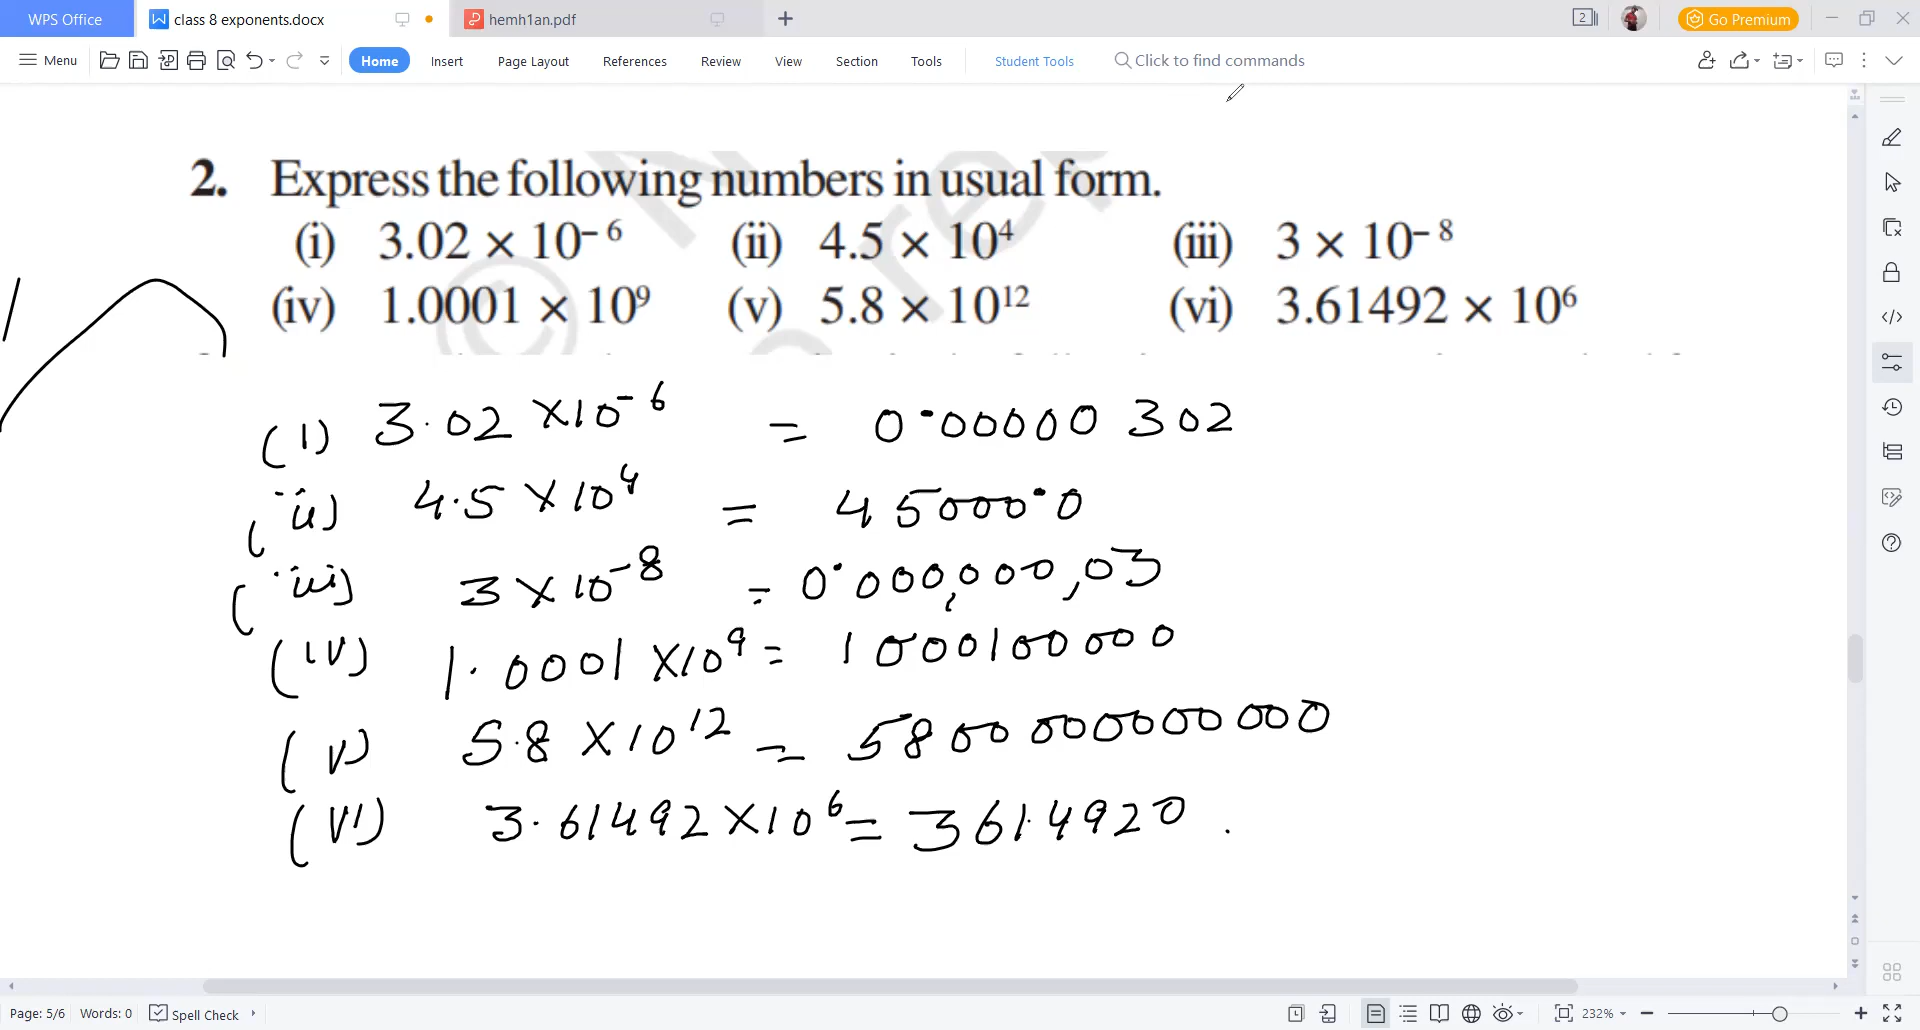 WPS Office class 8 exponents.docx hemh1an.pdf 2 Go Premium
Menu Home Insert Page Layout References Review View Section Tools Student Tools Click to find commands
2. Express the following numbers in usual form.
(i) 3.02 × 10⁻⁶ (ii) 4.5 × 10⁴ (iii) 3 × 10⁻⁸
(iv) 1.0001 × 10⁹ (v) 5.8 × 10¹² (vi) 3.61492 × 10⁶
(i) 3.02 × 10⁻⁶ = 0.00000302
(ii) 4.5 × 10⁴ = 45000.0
(iii) 3 × 10⁻⁸ = 0.000,000,03
(iv) 1.0001 × 10⁹ = 1000100000
(v) 5.8 × 10¹² = 5800000000000
(vi) 3.61492 × 10⁶ = 3614920.
Page: 5/6 Words: 0 Spell Check 232%